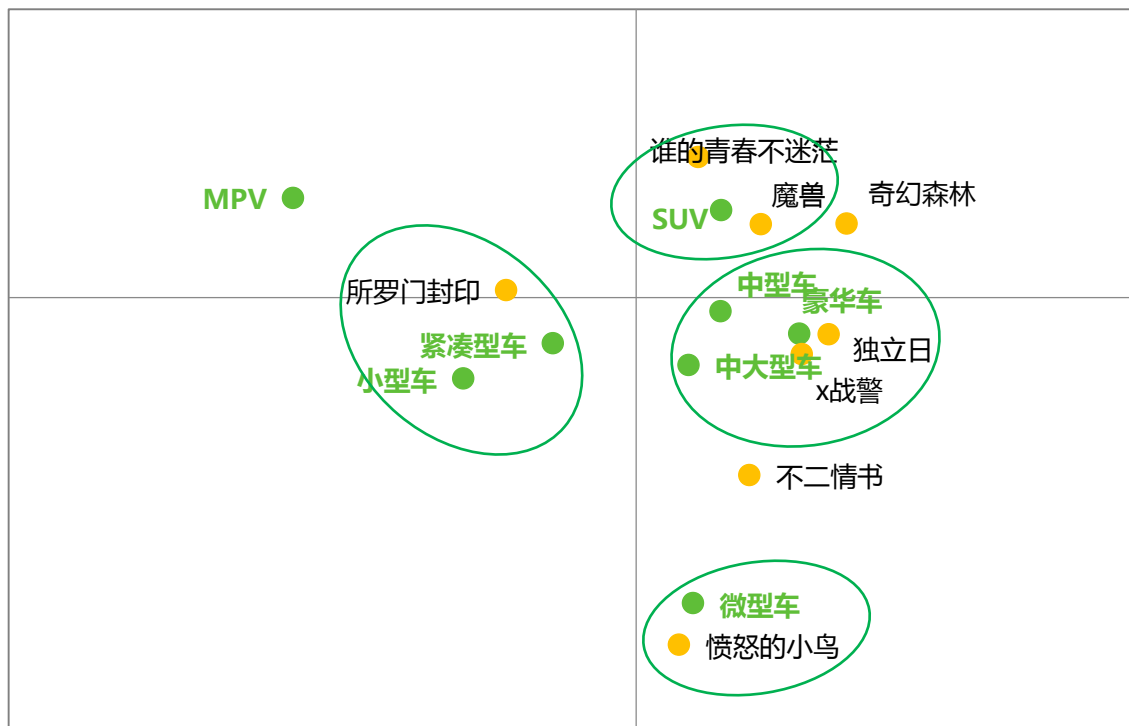 谁的青春不迷茫
MPV
SUV
魔兽
奇幻森林
所罗门封印
中型车
豪华车
紧凑型车
独立日
小型车
中大型车
x战警
不二情书
微型车
愤怒的小鸟